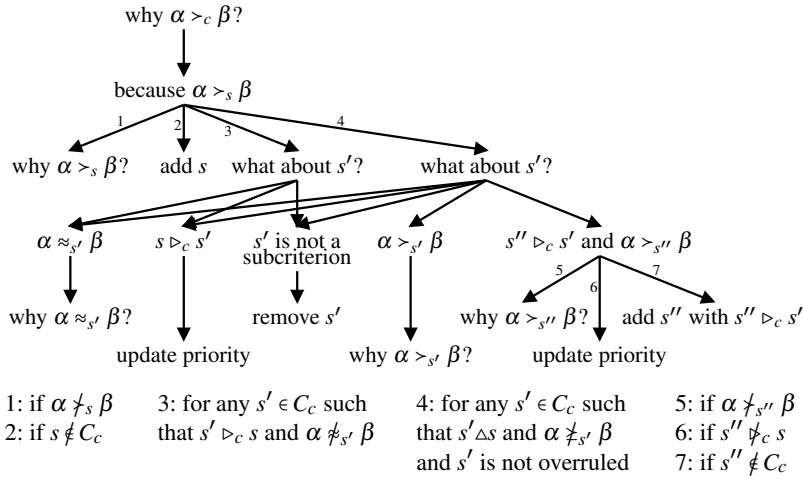 why α ≻c β?
because α ≻s β
1 2 3 4
why α ≻s β? add s what about s′? what about s′?
α ≈s′ β s ▷c s′ s′ is not a subcriterion α ≻s′ β s″ ▷c s′ and α ≻s″ β
5 6 7
why α ≈s′ β? remove s′ why α ≻s″ β? add s″ with s″ ▷c s′
update priority why α ≻s′ β? update priority
1: if α ⊁s β 3: for any s′ ∈ Cc such 4: for any s′ ∈ Cc such 5: if α ⊁s″ β
2: if s ∉ Cc that s′ ▷c s and α ≉s′ β that s′ △ s and α ⋡s′ β 6: if s″ ⋫c s
and s′ is not overruled 7: if s″ ∉ Cc